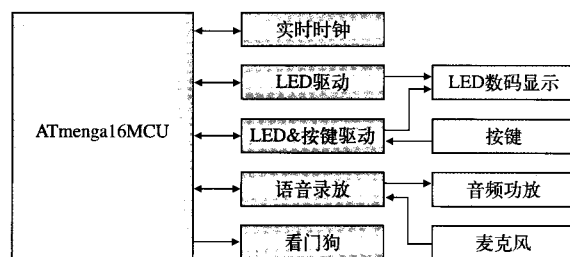 实时时钟
LED驱动
LED数码显示
ATmenga16MCU
LED&按键驱动
按键
语音录放
音频功放
看门狗
麦克风